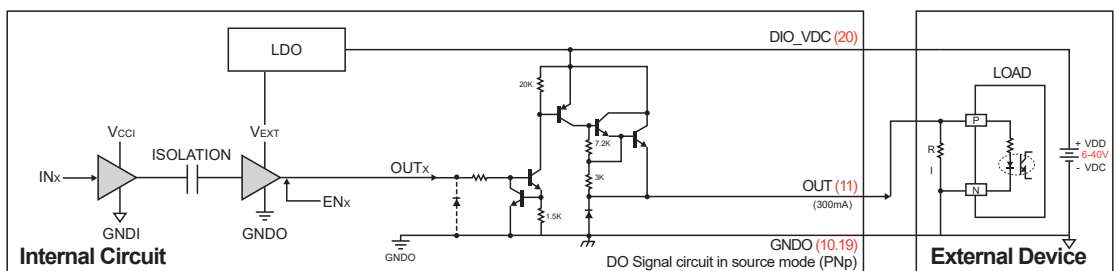 DIO_VDC (20)
LDO
LOAD
20K
VCCI
VEXT
P
ISOLATION
7.2K
+ VDD
6-40V
- VDC
R
I
INx
OUTx
3K
N
ENx
OUT (11)
(300mA)
1.5K
GNDI
GNDO
GNDO
GNDO (10.19)
DO Signal circuit in source mode (PNp)
Internal Circuit
External Device